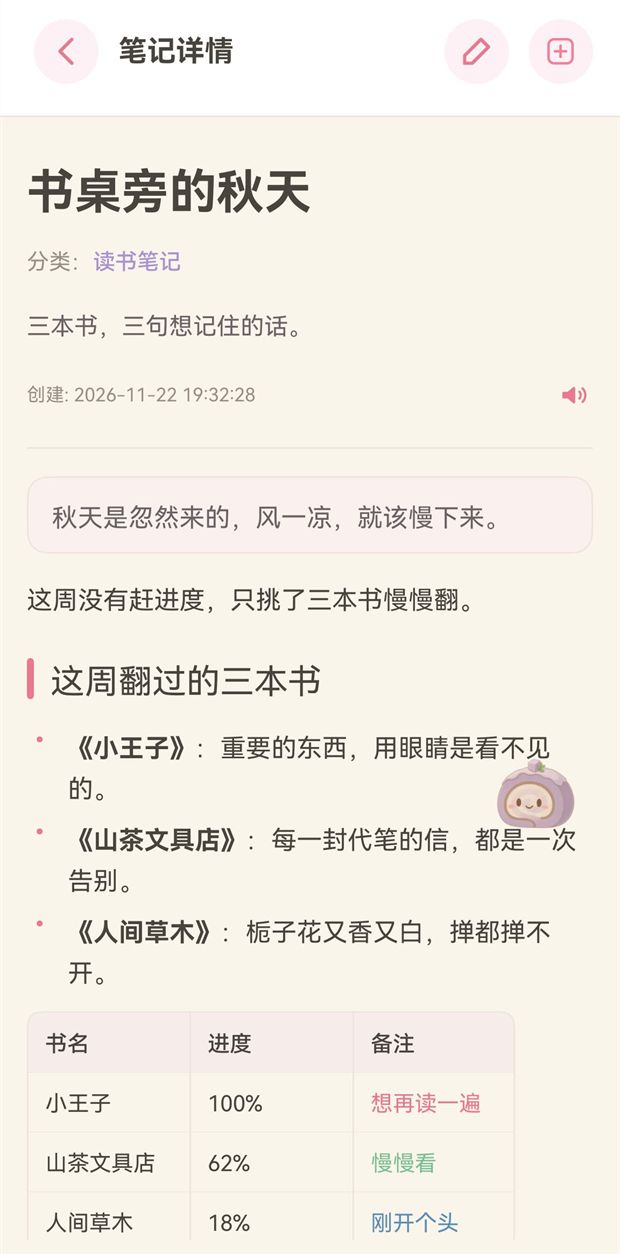 笔记详情
书桌旁的秋天
分类：读书笔记
三本书，三句想记住的话。
创建: 2026-11-22 19:32:28
秋天是忽然来的，风一凉，就该慢下来。
这周没有赶进度，只挑了三本书慢慢翻。
这周翻过的三本书
《小王子》：重要的东西，用眼睛是看不见
的。
《山茶文具店》：每一封代笔的信，都是一次
告别。
《人间草木》：栀子花又香又白，掸都掸不
开。
书名 进度 备注
小王子 100% 想再读一遍
山茶文具店 62% 慢慢看
人间草木 18% 刚开个头